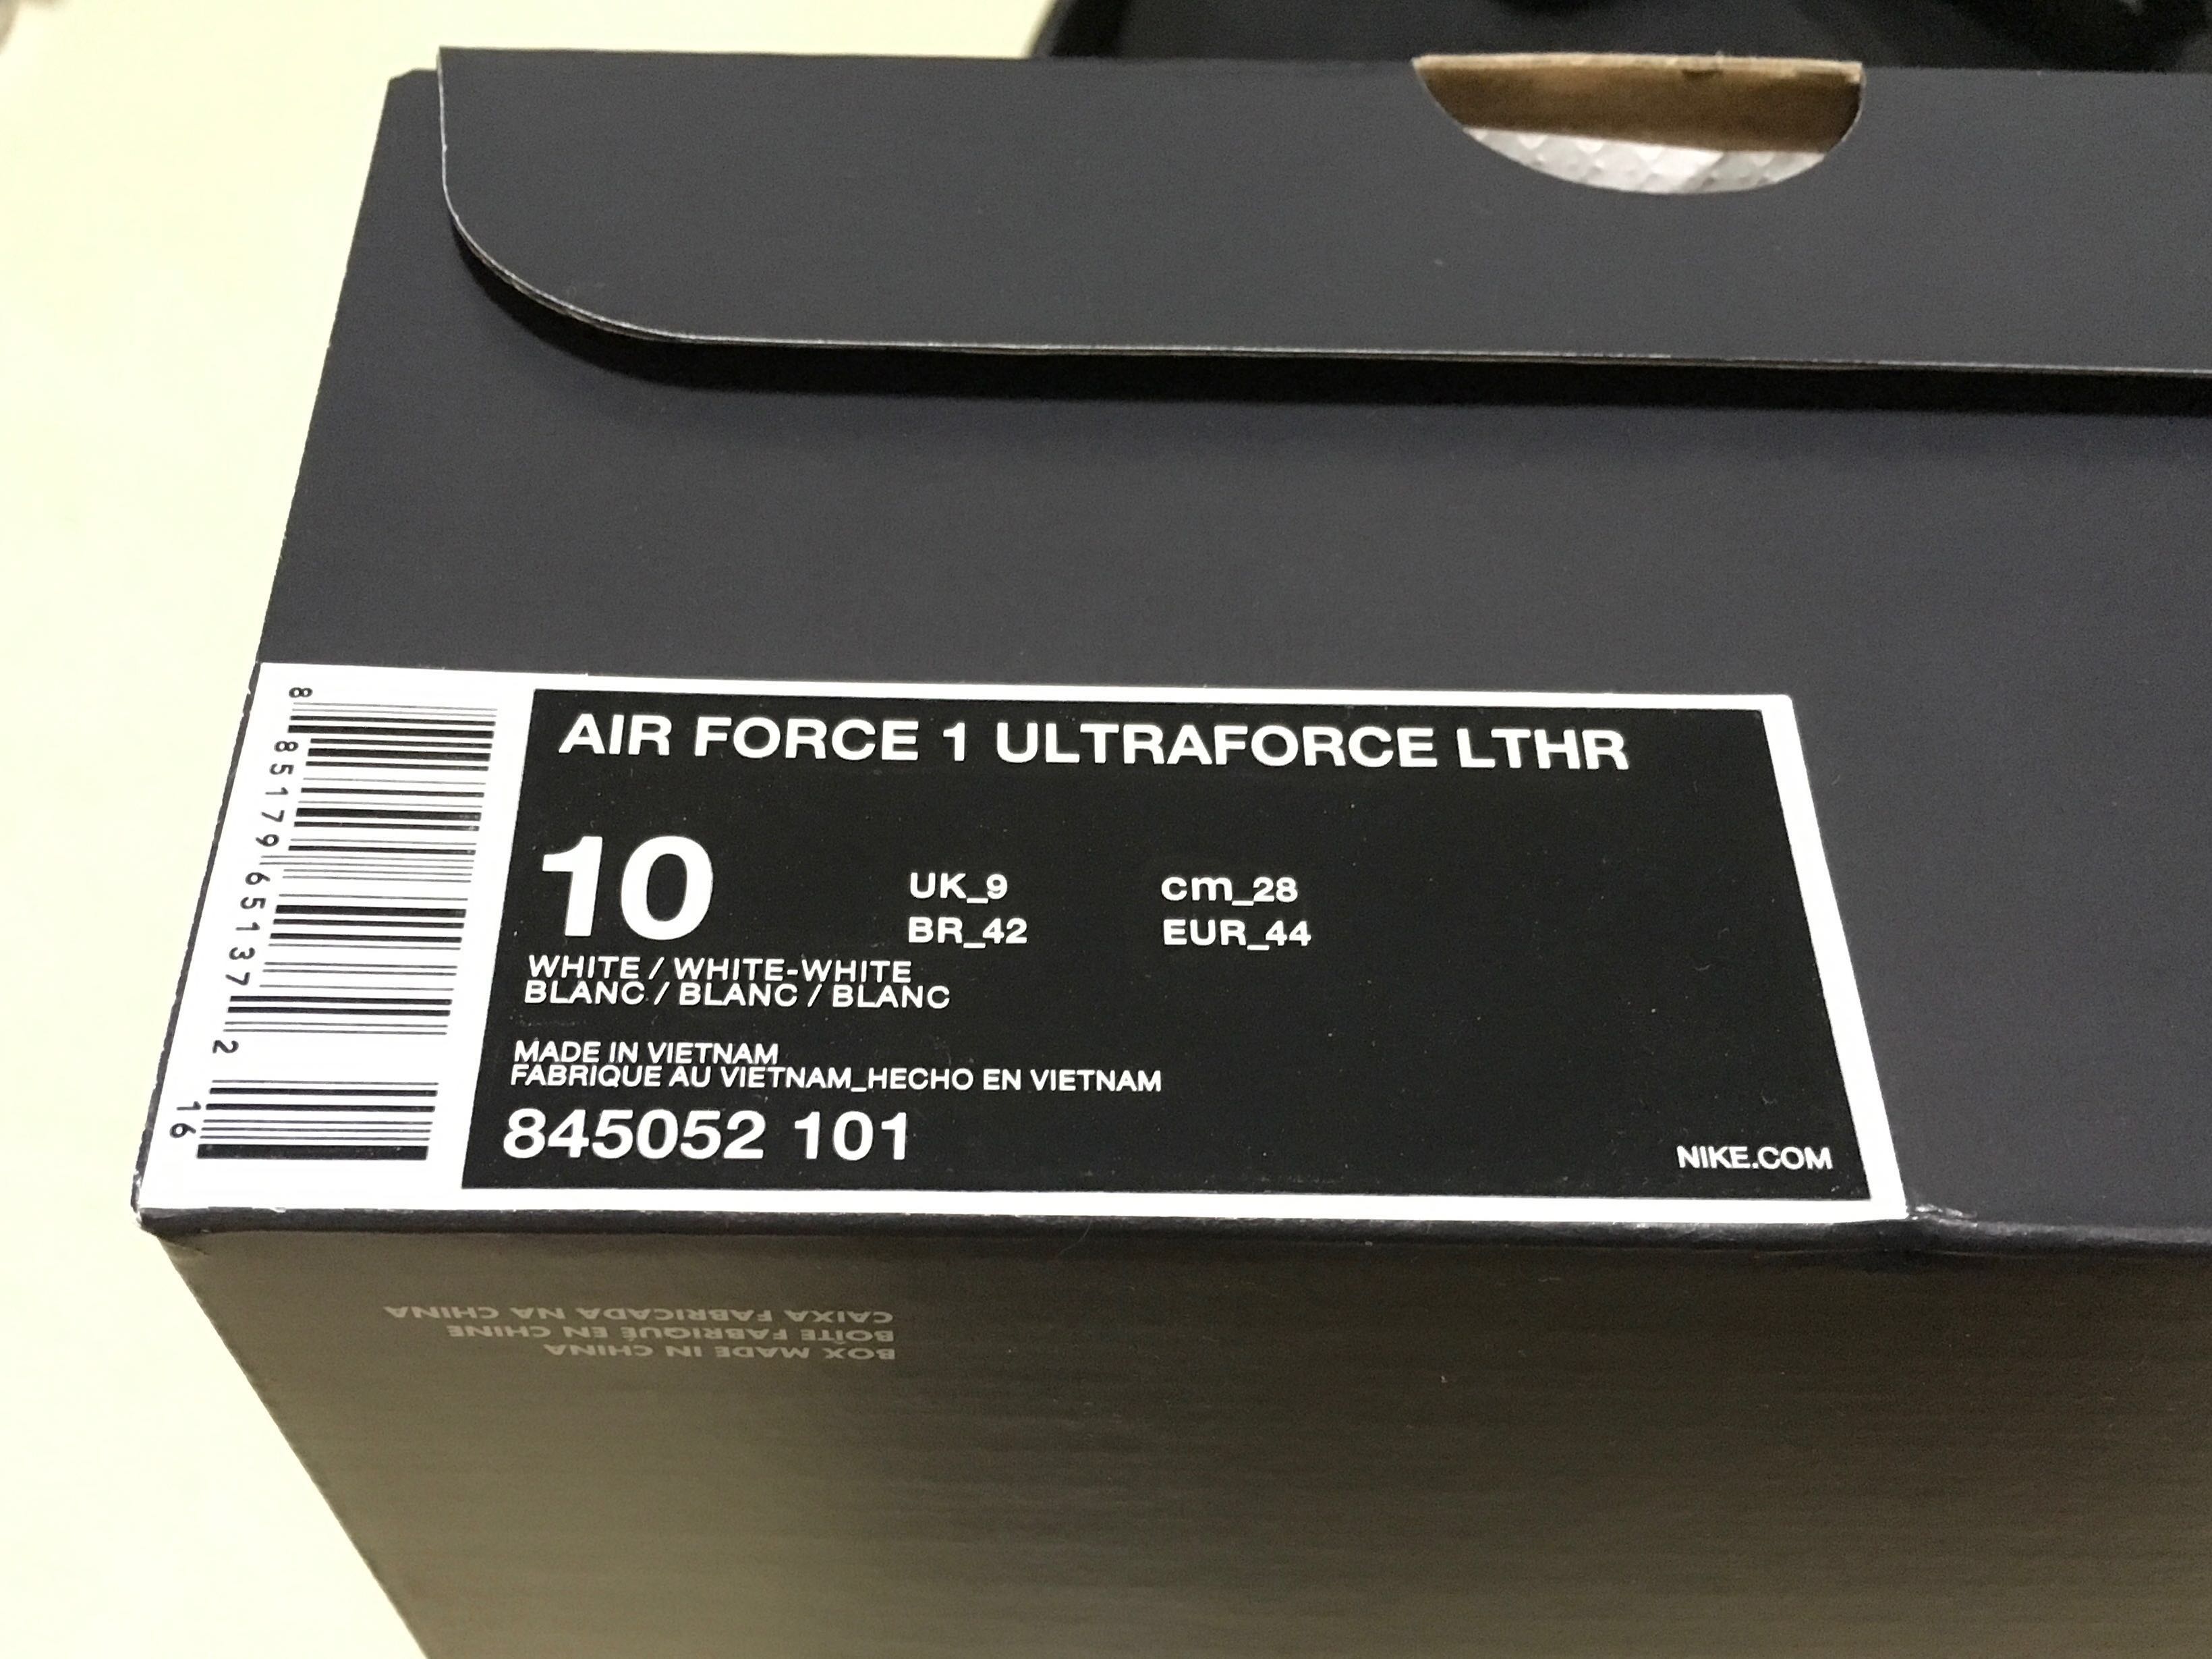 AIR FORCE 1 ULTRAFORCE LTHR
10
UK_9 cm_28
BR_42 EUR_44
WHITE / WHITE-WHITE
BLANC / BLANC / BLANC
MADE IN VIETNAM
FABRIQUE AU VIETNAM_HECHO EN VIETNAM
845052 101
NIKE.COM
8 85179 65137 2
16
BOX MADE IN CHINA
BOÎTE FABRIQUÉ EN CHINE
CAIXA FABRICADA NA CHINA